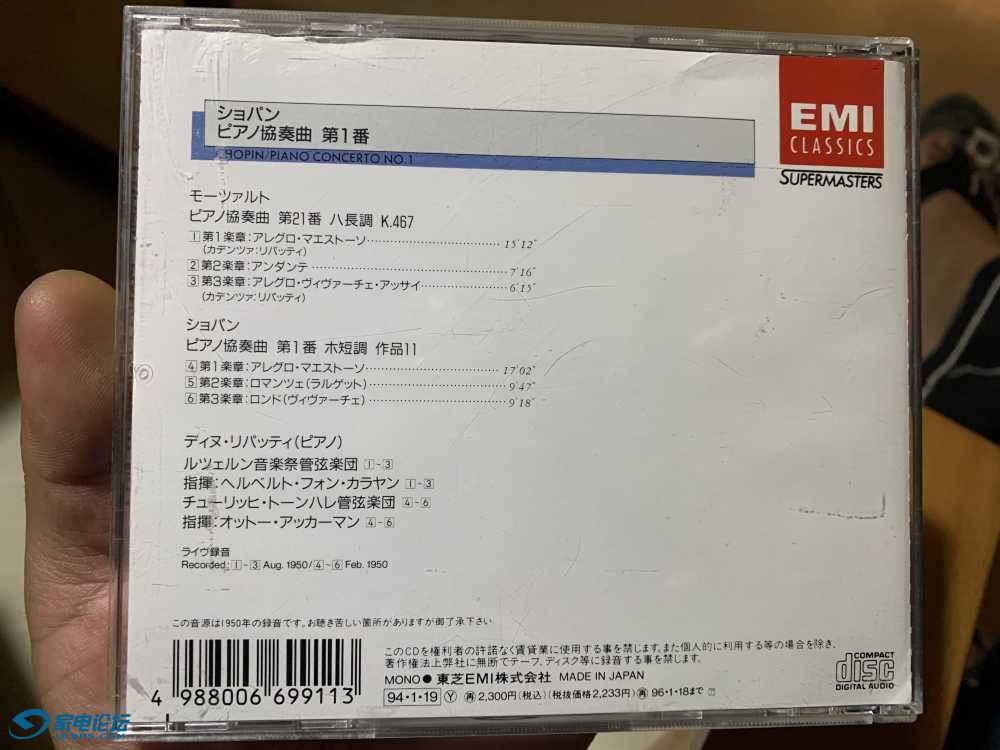 ショパン
ピアノ協奏曲 第1番
CHOPIN/PIANO CONCERTO NO.1
EMI
CLASSICS
SUPERMASTERS
モーツァルト
ピアノ協奏曲 第21番 ハ長調 K.467
1 第1楽章:アレグロ・マエストーソ 15'12"
(カデンツァ:リパッティ)
2 第2楽章:アンダンテ 7'16"
3 第3楽章:アレグロ・ヴィヴァーチェ・アッサイ 6'15"
(カデンツァ:リパッティ)
ショパン
ピアノ協奏曲 第1番 ホ短調 作品11
4 第1楽章:アレグロ・マエストーソ 17'02"
5 第2楽章:ロマンツェ(ラルゲット) 9'47"
6 第3楽章:ロンド(ヴィヴァーチェ) 9'18"
ディヌ・リパッティ(ピアノ)
ルツェルン音楽祭管弦楽団 1~3
指揮:ヘルベルト・フォン・カラヤン 1~3
チューリッヒ・トーンハレ管弦楽団 4~6
指揮:オットー・アッカーマン 4~6
ライヴ録音
Recorded: 1~3 Aug. 1950/4~6 Feb. 1950
この音源は1950年の録音です。お聴き苦しい箇所がありますが御了承下さい
このCDを権利者の許諾なく賃貸業に使用する事を禁じます。また個人的に利用する等の場合を除き、
著作権法上弊社に無断でテープ、ディスク等に録音する事を禁じます。
MONO ● 東芝EMI株式会社 MADE IN JAPAN
94・1・19 Ⓨ 再 2,300円(税込)(税抜価格2,233円) 再 96・1・18まで
4 988006 699113
COMPACT
disc
DIGITAL AUDIO
家电论坛